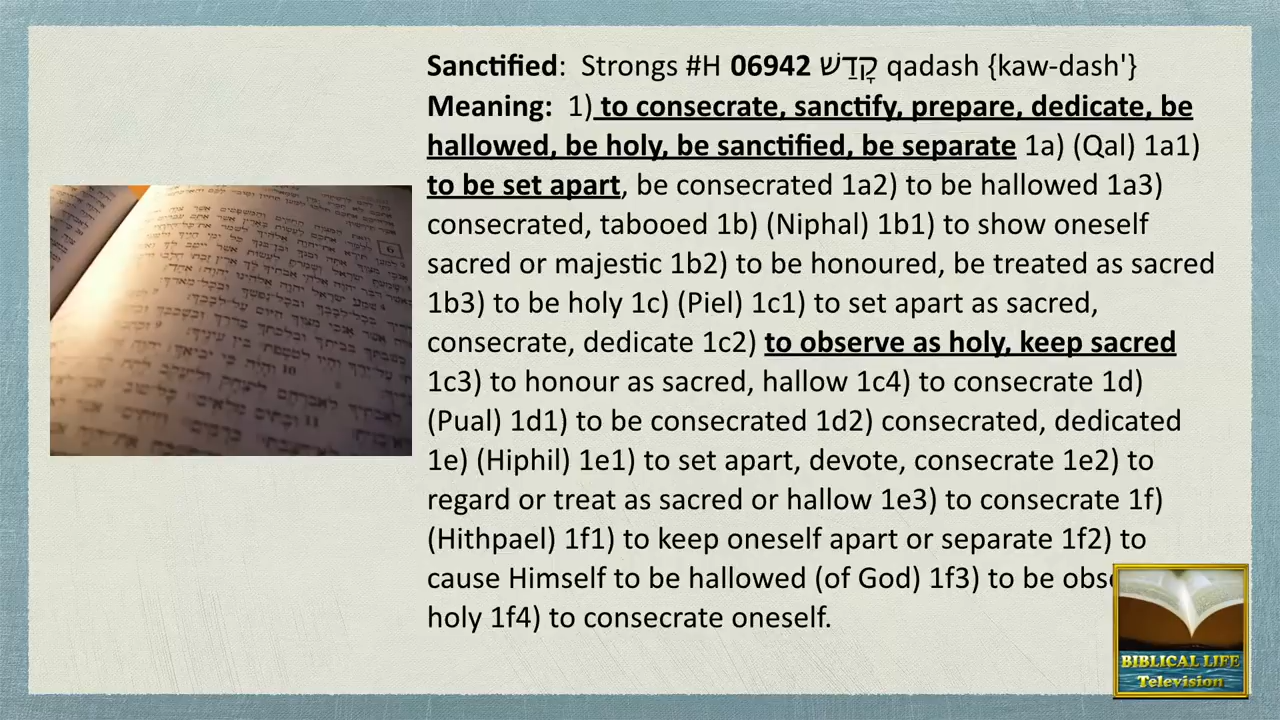 Sanctified:  Strongs #H 06942 קָדַשׁ qadash {kaw-dash'}
Meaning:  1) to consecrate, sanctify, prepare, dedicate, be
hallowed, be holy, be sanctified, be separate 1a) (Qal) 1a1)
to be set apart, be consecrated 1a2) to be hallowed 1a3)
consecrated, tabooed 1b) (Niphal) 1b1) to show oneself
sacred or majestic 1b2) to be honoured, be treated as sacred
1b3) to be holy 1c) (Piel) 1c1) to set apart as sacred,
consecrate, dedicate 1c2) to observe as holy, keep sacred
1c3) to honour as sacred, hallow 1c4) to consecrate 1d)
(Pual) 1d1) to be consecrated 1d2) consecrated, dedicated
1e) (Hiphil) 1e1) to set apart, devote, consecrate 1e2) to
regard or treat as sacred or hallow 1e3) to consecrate 1f)
(Hithpael) 1f1) to keep oneself apart or separate 1f2) to
cause Himself to be hallowed (of God) 1f3) to be
holy 1f4) to consecrate oneself.
BIBLICAL LIFE
Television